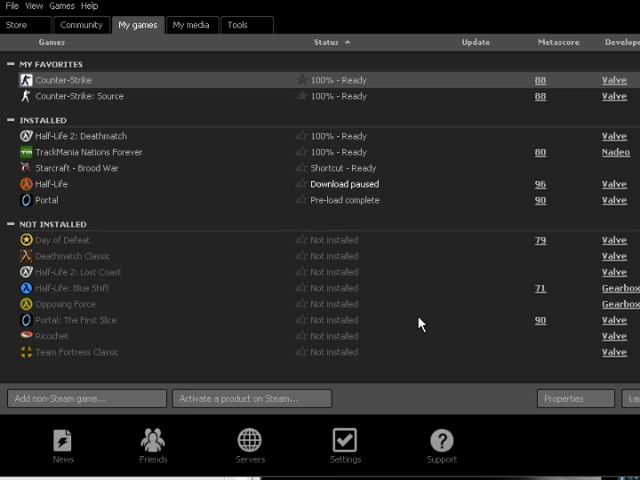 File View Games Help
Store Community My games My media Tools
Games Status Update Metascore Develope
MY FAVORITES
Counter-Strike 100% - Ready 88 Valve
Counter-Strike: Source 100% - Ready 88 Valve
INSTALLED
Half-Life 2: Deathmatch 100% - Ready Valve
TrackMania Nations Forever 100% - Ready 80 Nadeo
Starcraft - Brood War Shortcut - Ready
Half-Life Download paused 96 Valve
Portal Pre-load complete 90 Valve
NOT INSTALLED
Day of Defeat Not installed 79 Valve
Deathmatch Classic Not installed Valve
Half-Life 2: Lost Coast Not installed Valve
Half-Life: Blue Shift Not installed 71 Gearbox
Opposing Force Not installed Gearbox
Portal: The First Slice Not installed 90 Valve
Ricochet Not installed Valve
Team Fortress Classic Not installed Valve
Add non-Steam game... Activate a product on Steam... Properties Lau
News Friends Servers Settings Support